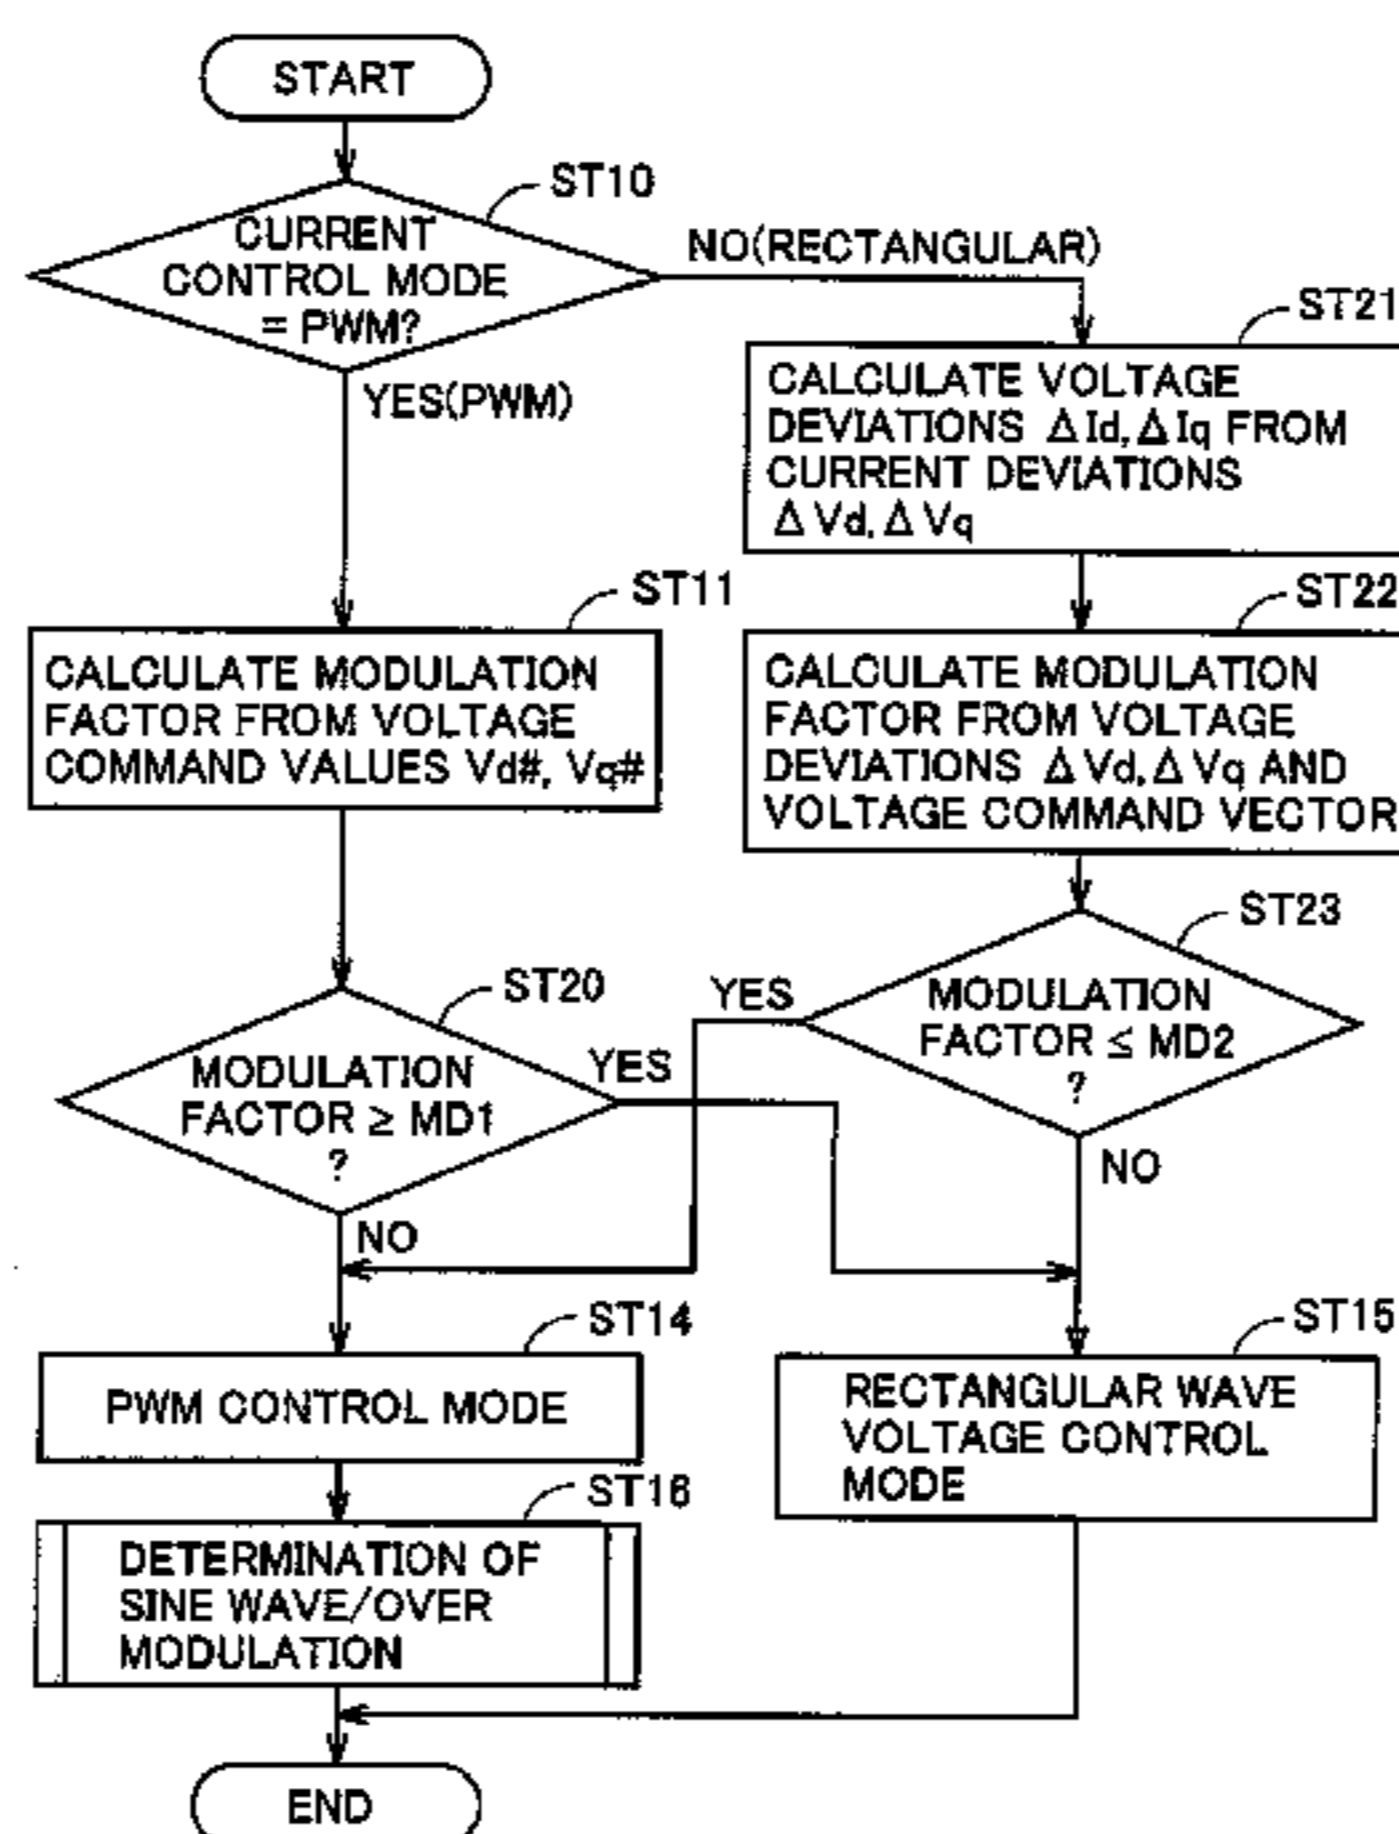 START
ST10
CURRENT
CONTROL MODE
= PWM?
NO(RECTANGULAR)
YES(PWM)
ST21
CALCULATE VOLTAGE
DEVIATIONS ΔId, ΔIq FROM
CURRENT DEVIATIONS
ΔVd, ΔVq
ST11
CALCULATE MODULATION
FACTOR FROM VOLTAGE
COMMAND VALUES Vd#, Vq#
ST22
CALCULATE MODULATION
FACTOR FROM VOLTAGE
DEVIATIONS ΔVd, ΔVq AND
VOLTAGE COMMAND VECTOR
ST23
MODULATION
FACTOR ≤ MD2
?
YES
NO
ST20
MODULATION
FACTOR ≥ MD1
?
YES
NO
ST14
PWM CONTROL MODE
ST15
RECTANGULAR WAVE
VOLTAGE CONTROL
MODE
ST16
DETERMINATION OF
SINE WAVE/OVER
MODULATION
END